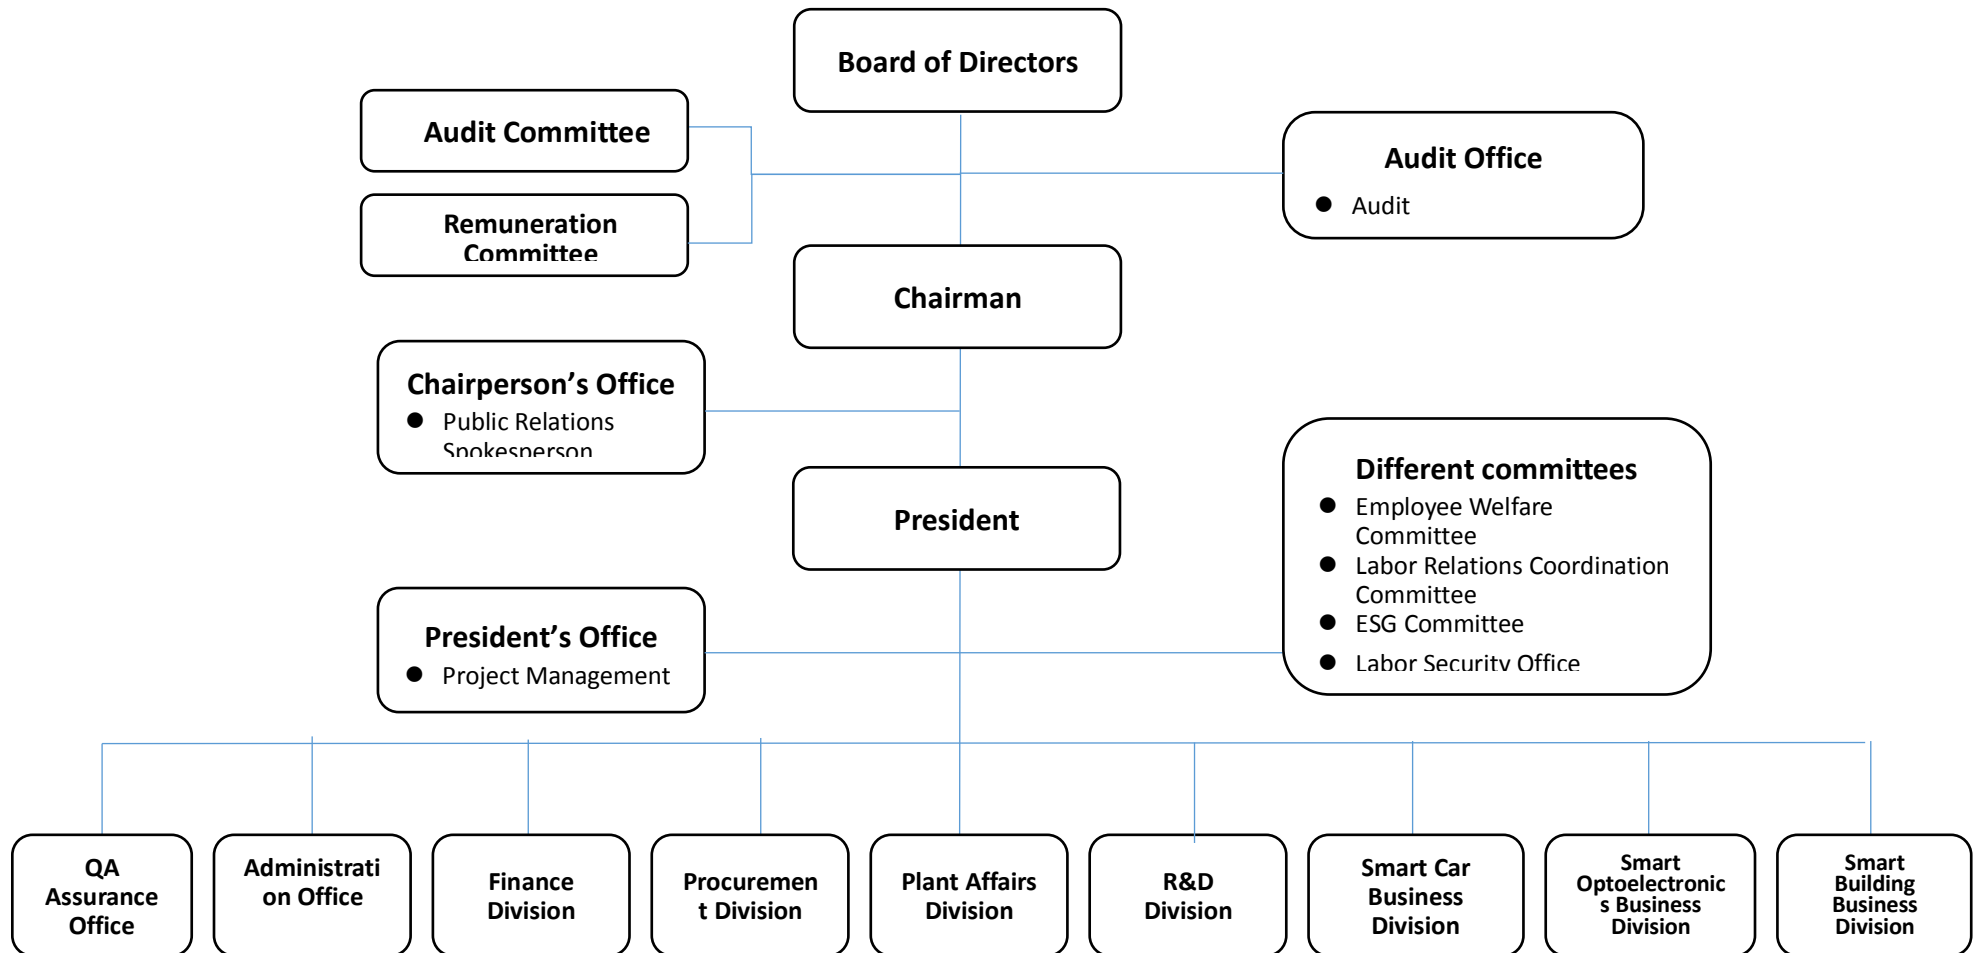 Board of Directors
Audit Committee
Audit Office
● Audit
Remuneration
Committee
Chairman
Chairperson’s Office
● Public Relations
Spokesperson
Different committees
● Employee Welfare
Committee
● Labor Relations Coordination
Committee
● ESG Committee
● Labor Security Office
President
President’s Office
● Project Management
QA
Assurance
Office
Administrati
on Office
Finance
Division
Procuremen
t Division
Plant Affairs
Division
R&D
Division
Smart Car
Business
Division
Smart
Optoelectronic
s Business
Division
Smart
Building
Business
Division